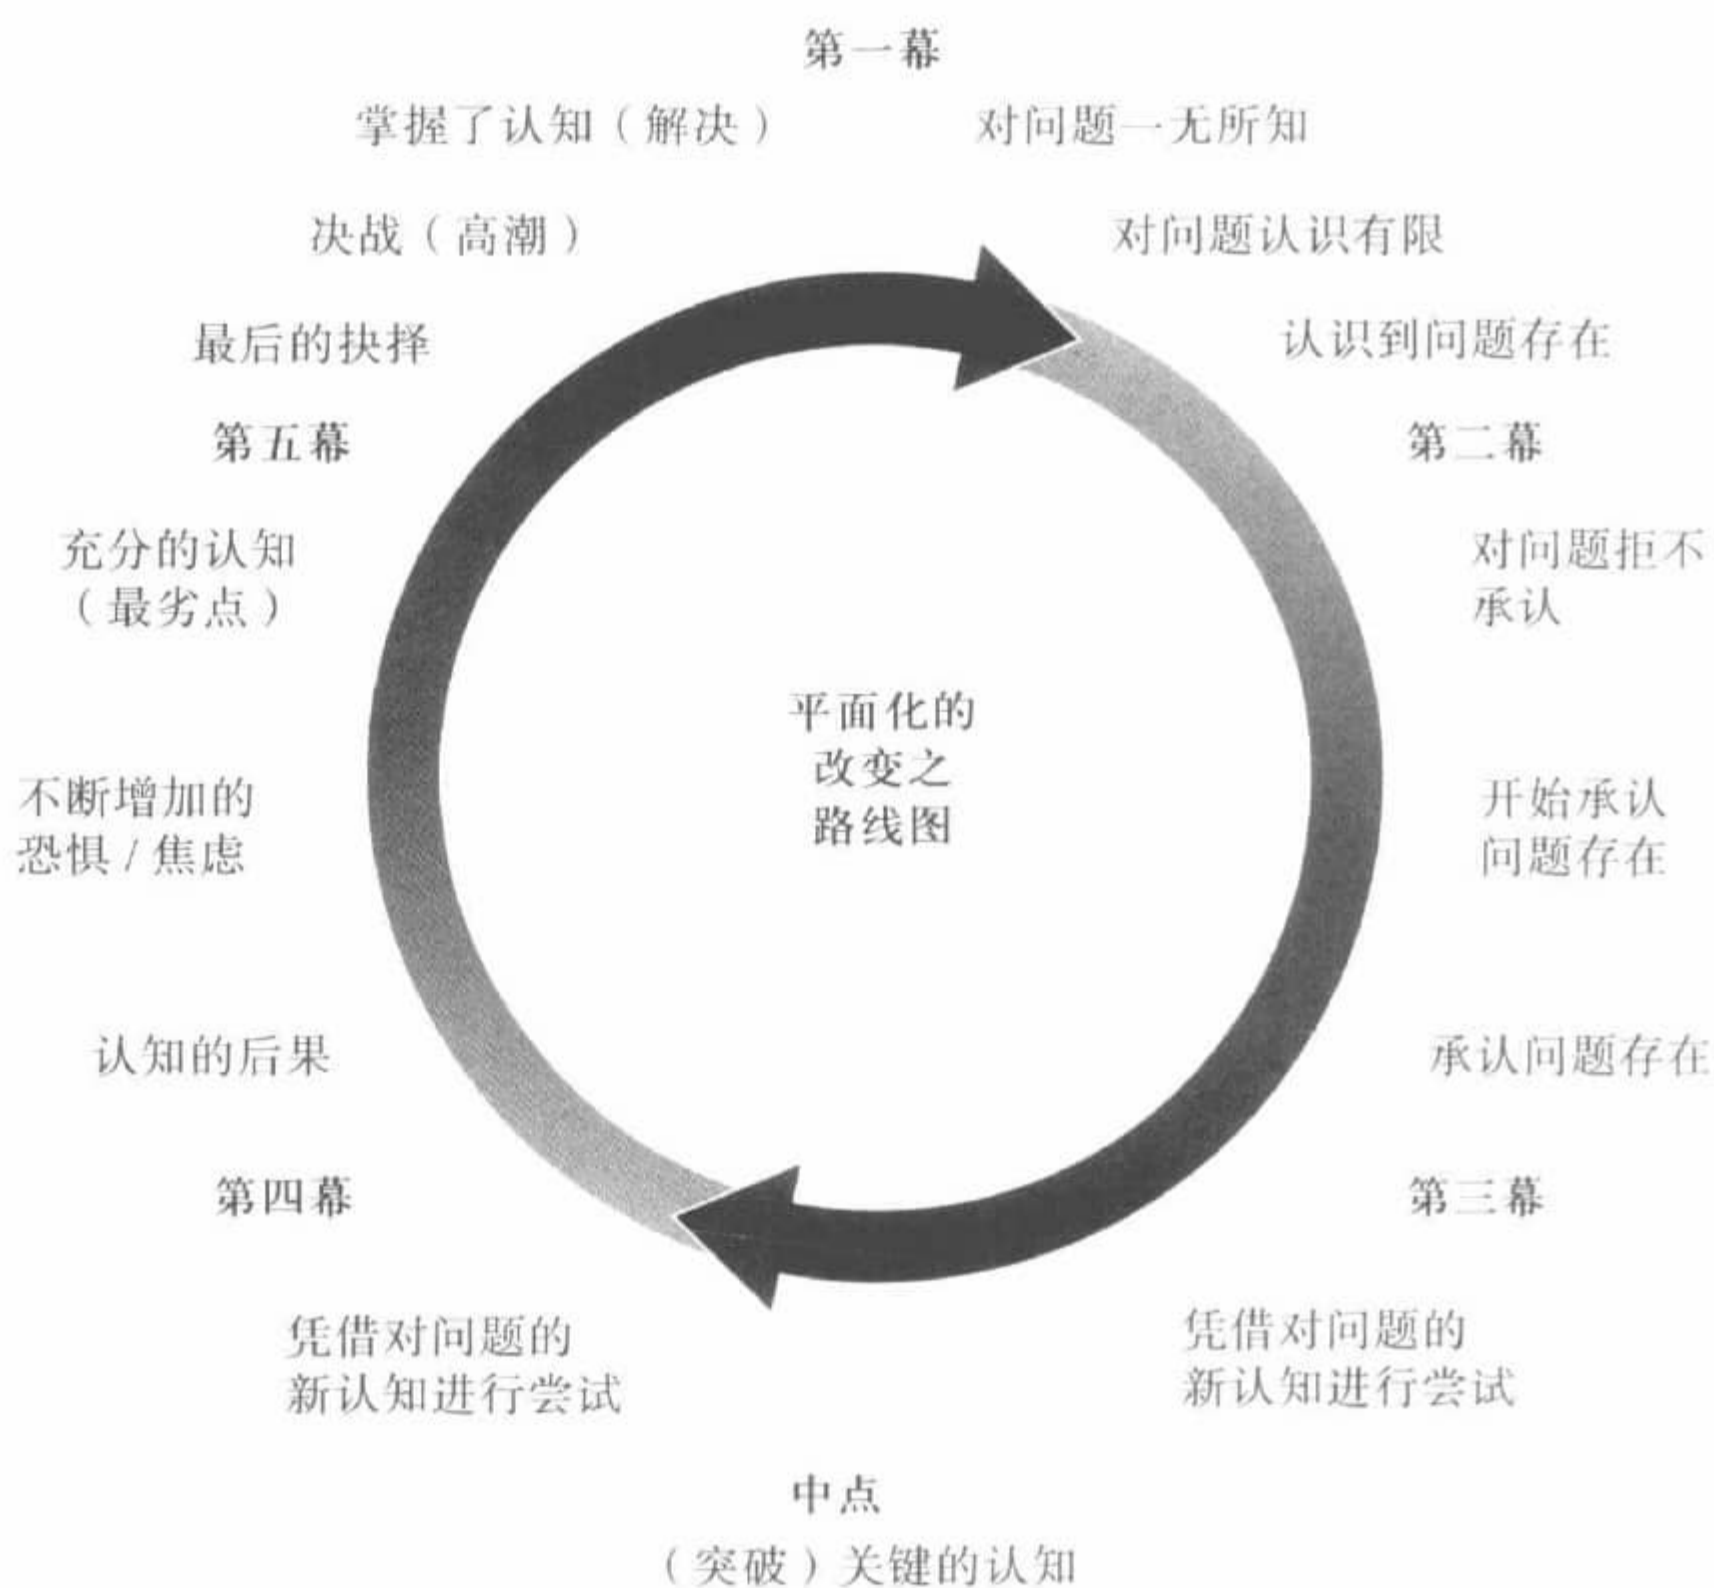 第一幕
掌握了认知（解决）
对问题一无所知
决战（高潮）
对问题认识有限
最后的抉择
认识到问题存在
第五幕
第二幕
充分的认知
（最劣点）
对问题拒不
承认
平面化的
改变之
路线图
不断增加的
恐惧/焦虑
开始承认
问题存在
认知的后果
承认问题存在
第四幕
第三幕
凭借对问题的
新认知进行尝试
凭借对问题的
新认知进行尝试
中点
（突破）关键的认知